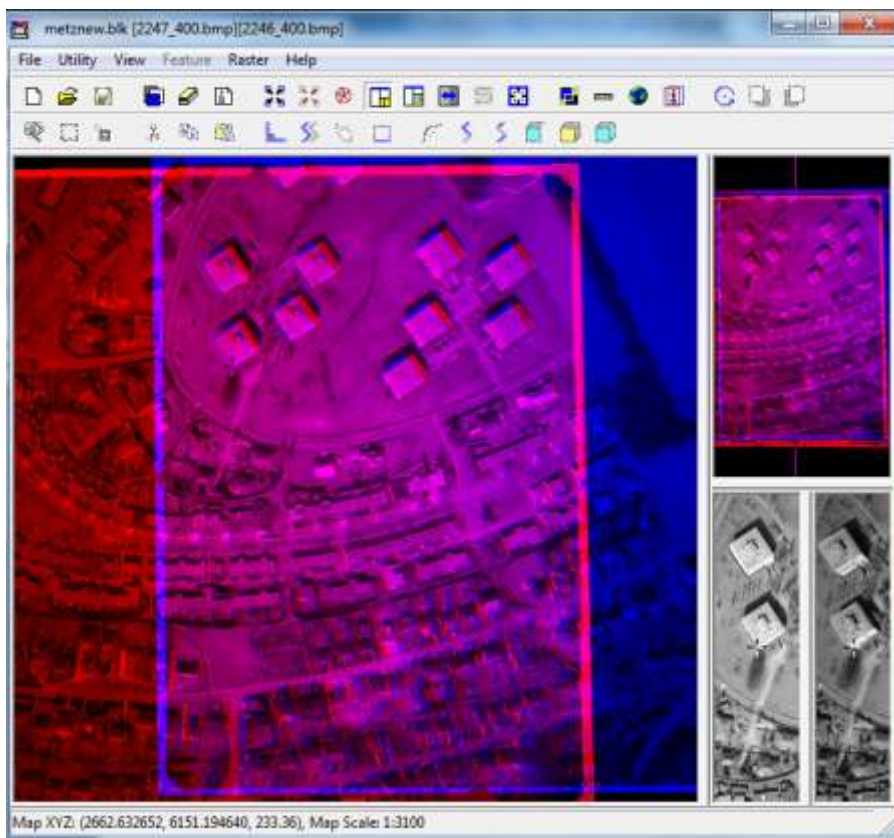 metznew.blk [2247_400.bmp][2246_400.bmp]
File Utility View Feature Raster Help
Map XYZ: (2662.632652, 6151.194640, 233.36), Map Scale: 1:3100